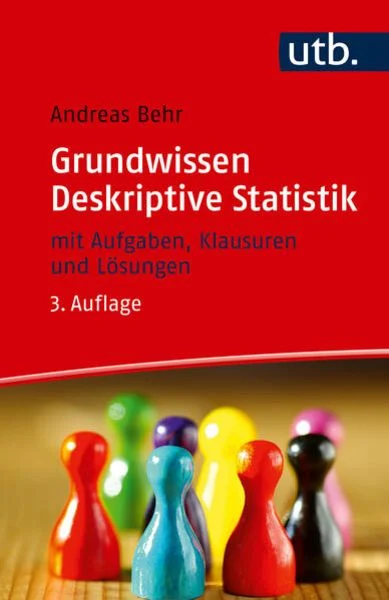 utb.
Andreas Behr
Grundwissen
Deskriptive Statistik
mit Aufgaben, Klausuren
und Lösungen
3. Auflage